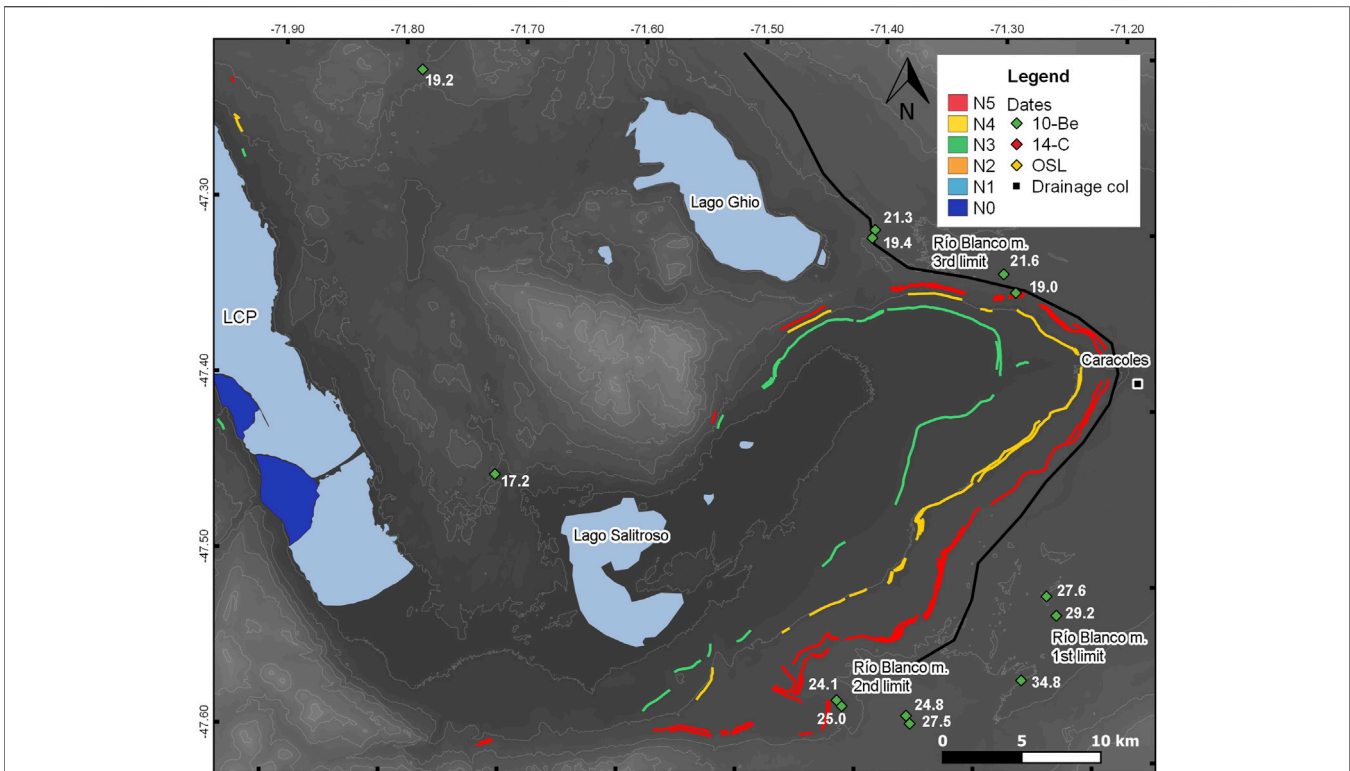 -71.90 -71.80 -71.70 -71.60 -71.50 -71.40 -71.30 -71.20
-47.30
-47.40
-47.50
-47.60
N
Legend
N5 Dates
N4 10-Be
N3 14-C
N2 OSL
N1 Drainage col
N0
19.2
Lago Ghio
21.3
19.4
Río Blanco m.
3rd limit
21.6
19.0
LCP
Caracoles
17.2
Lago Salitroso
27.6
29.2
Río Blanco m.
1st limit
Río Blanco m.
2nd limit
24.1
25.0
34.8
24.8
27.5
0 5 10 km